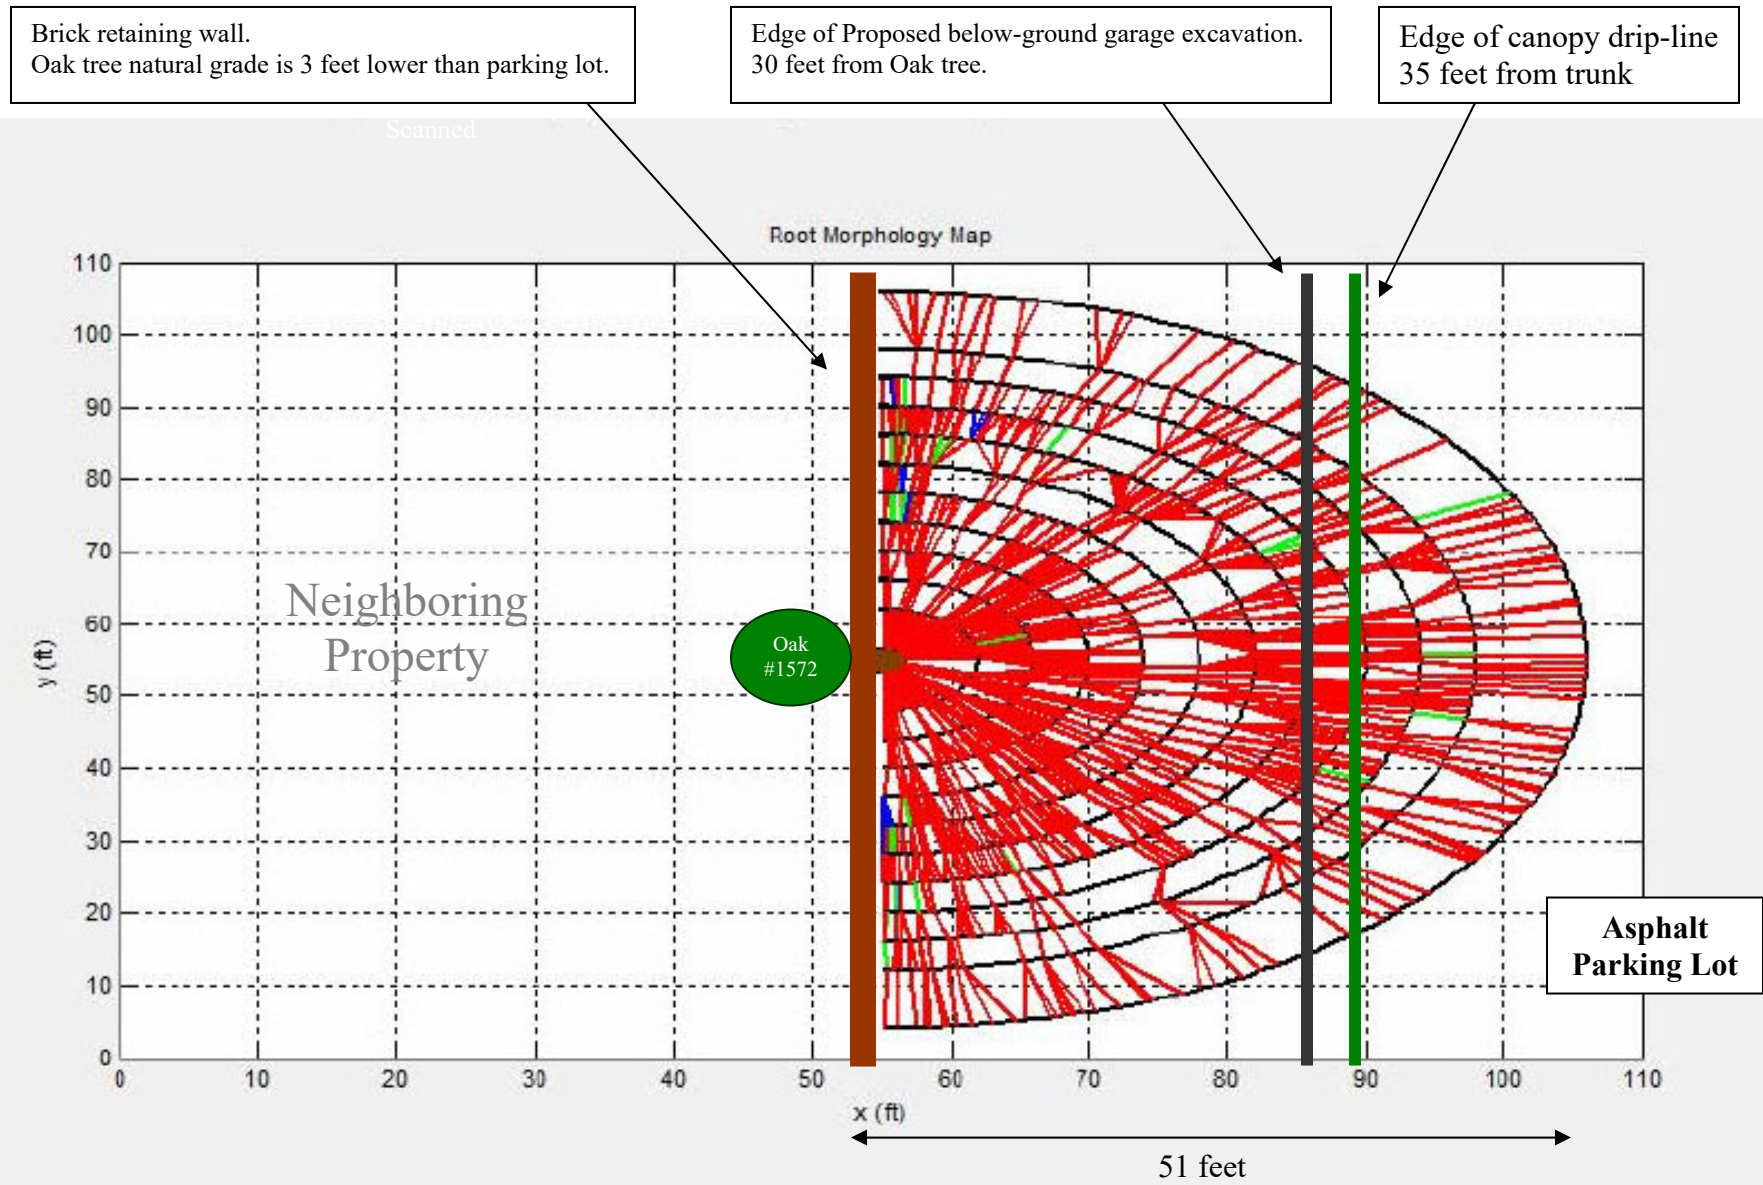 Brick retaining wall.
Oak tree natural grade is 3 feet lower than parking lot.
Edge of Proposed below-ground garage excavation.
30 feet from Oak tree.
Edge of canopy drip-line
35 feet from trunk
Scanned
Root Morphology Map
110
100
90
80
70
60
50
40
30
20
10
0
y (ft)
Neighboring
Property
Oak
#1572
Asphalt
Parking Lot
0
10
20
30
40
50
60
70
80
90
100
110
x (ft)
51 feet